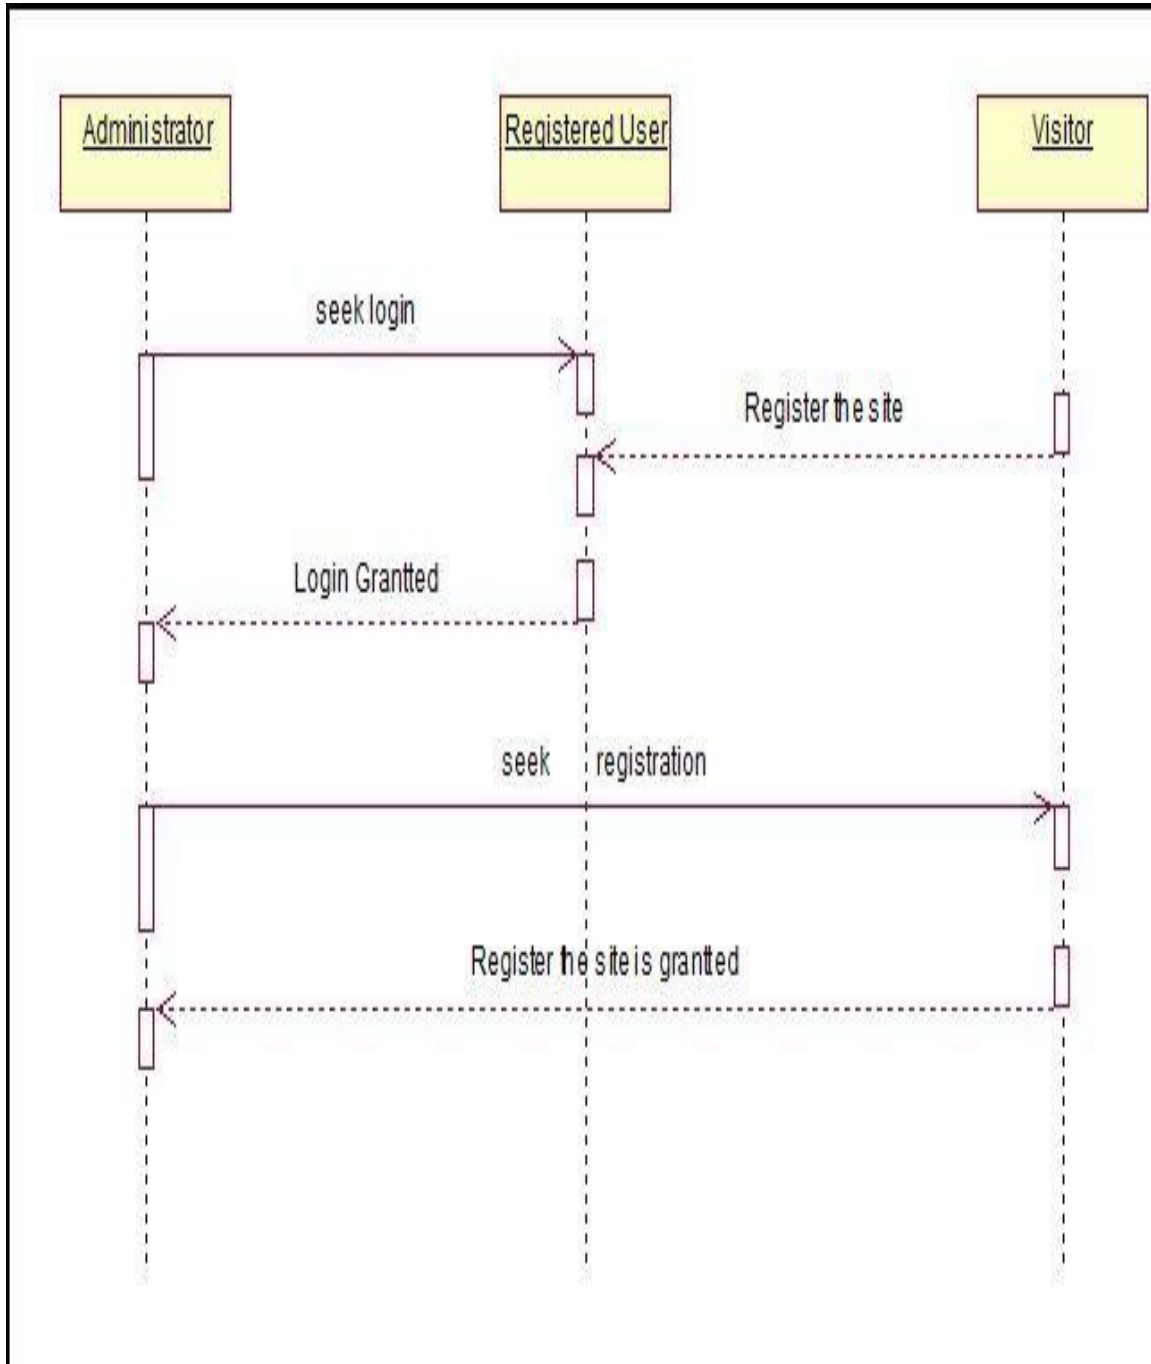 Administrator
Registered User
Visitor
seek login
Register the site
Login Grantted
seek registration
Register the site is grantted